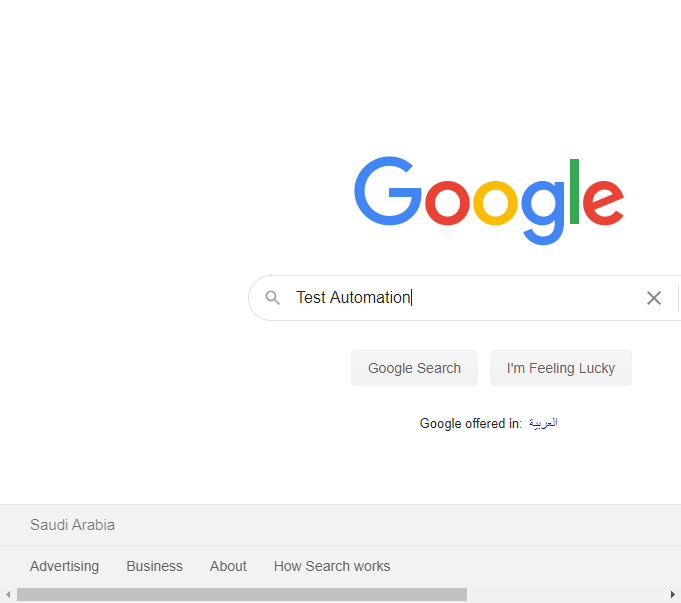 Google
Test Automation
Google Search I'm Feeling Lucky
Google offered in: العربية
Saudi Arabia
Advertising Business About How Search works